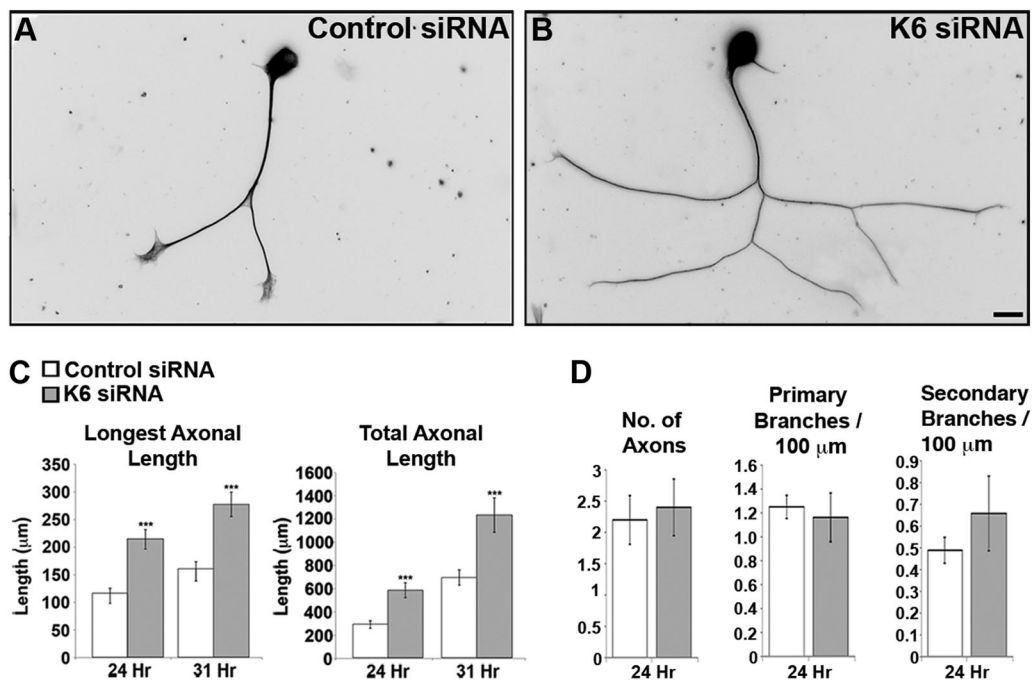 A
Control siRNA
B
K6 siRNA
C
Control siRNA
K6 siRNA
Longest Axonal
Length
Length (μm)
350
300
250
200
150
100
50
0
***
***
24 Hr
31 Hr
Total Axonal
Length
Length (μm)
1600
1400
1200
1000
800
600
400
200
0
***
***
24 Hr
31 Hr
D
No. of
Axons
3
2.5
2
1.5
1
0.5
0
24 Hr
Primary
Branches /
100 μm
1.6
1.4
1.2
1
0.8
0.6
0.4
0.2
0
24 Hr
Secondary
Branches /
100 μm
0.9
0.8
0.7
0.6
0.5
0.4
0.3
0.2
0.1
0
24 Hr